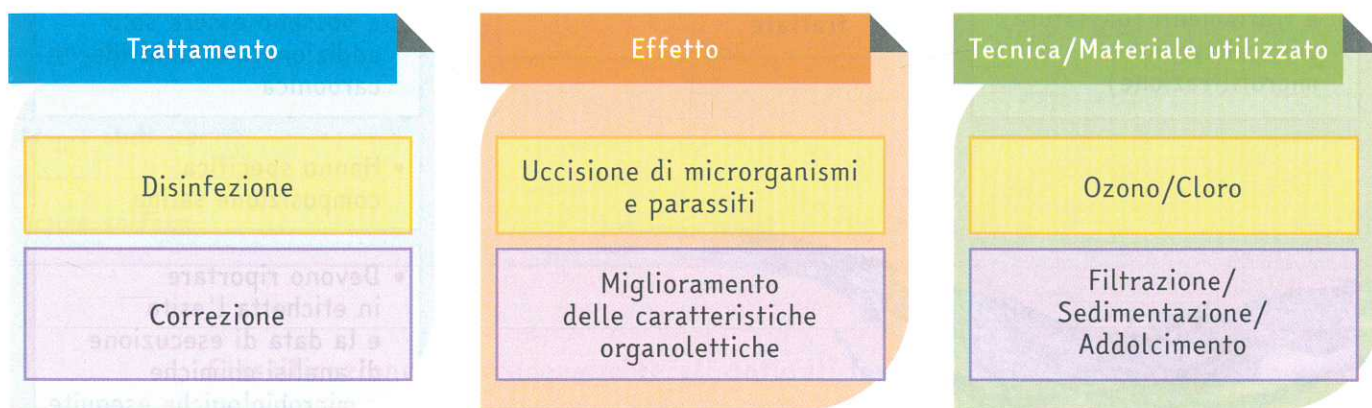 Trattamento
Effetto
Tecnica/Materiale utilizzato
Disinfezione
Uccisione di microrganismi
e parassiti
Ozono/Cloro
Correzione
Miglioramento
delle caratteristiche
organolettiche
Filtrazione/
Sedimentazione/
Addolcimento